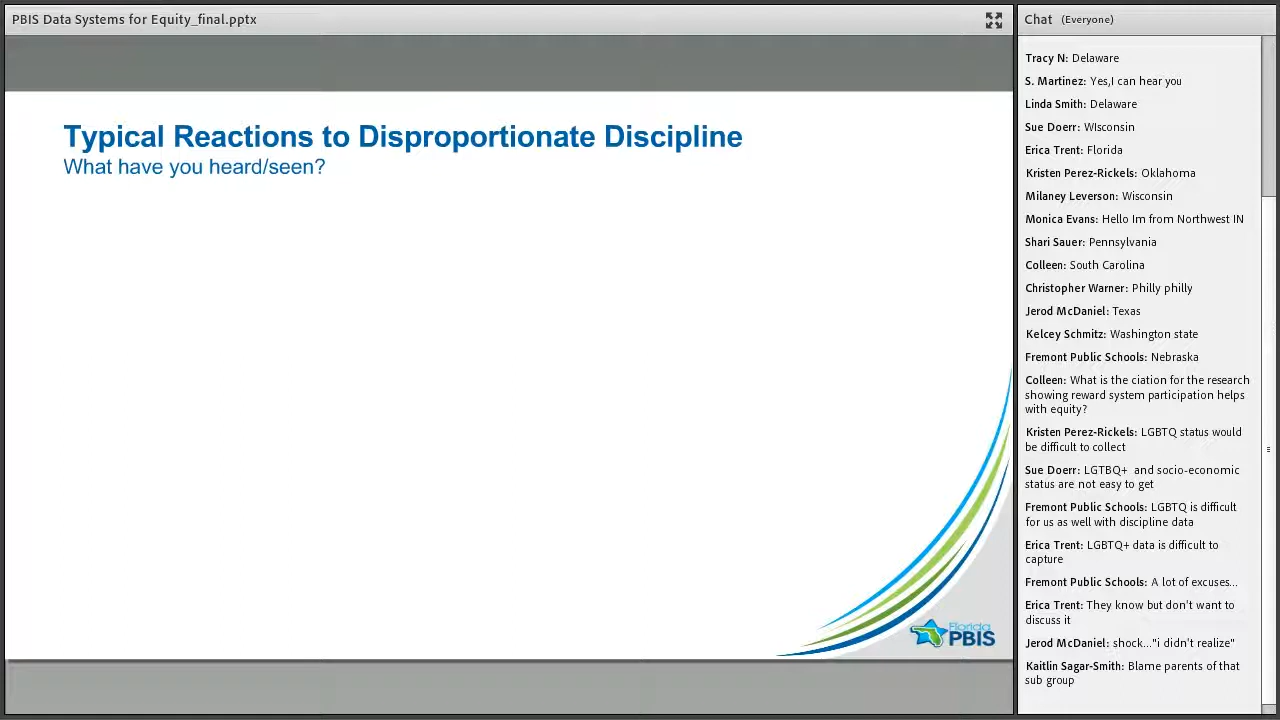 PBIS Data Systems for Equity_final.pptx
Typical Reactions to Disproportionate Discipline
What have you heard/seen?
Florida
PBIS
Chat (Everyone)
Tracy N: Delaware
S. Martinez: Yes,I can hear you
Linda Smith: Delaware
Sue Doerr: WIsconsin
Erica Trent: Florida
Kristen Perez-Rickels: Oklahoma
Milaney Leverson: Wisconsin
Monica Evans: Hello Im from Northwest IN
Shari Sauer: Pennsylvania
Colleen: South Carolina
Christopher Warner: Philly philly
Jerod McDaniel: Texas
Kelcey Schmitz: Washington state
Fremont Public Schools: Nebraska
Colleen: What is the ciation for the research
showing reward system participation helps
with equity?
Kristen Perez-Rickels: LGBTQ status would
be difficult to collect
Sue Doerr: LGTBQ+ and socio-economic
status are not easy to get
Fremont Public Schools: LGBTQ is difficult
for us as well with discipline data
Erica Trent: LGBTQ+ data is difficult to
capture
Fremont Public Schools: A lot of excuses...
Erica Trent: They know but don't want to
discuss it
Jerod McDaniel: shock..."i didn't realize"
Kaitlin Sagar-Smith: Blame parents of that
sub group